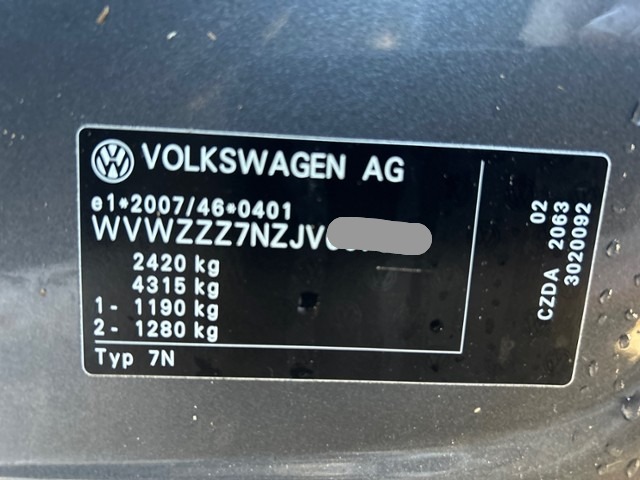 VOLKSWAGEN AG
e1*2007/46*0401
WVWZZZ7NZJV
2420 kg
4315 kg
1- 1190 kg
2- 1280 kg
Typ 7N
02
CZDA 2063
3020092